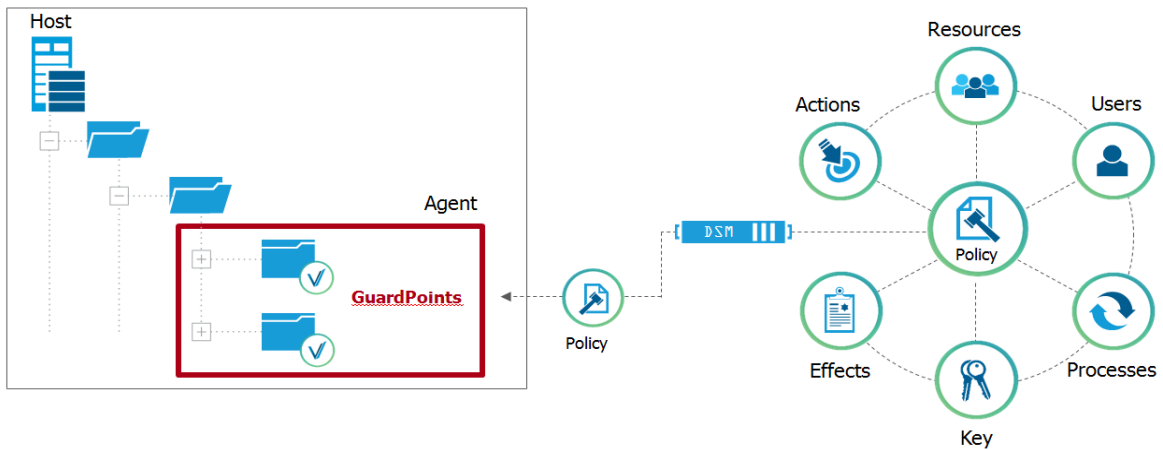 Host
Agent
GuardPoints
Policy
DSM
Resources
Actions
Users
Policy
Effects
Processes
Key